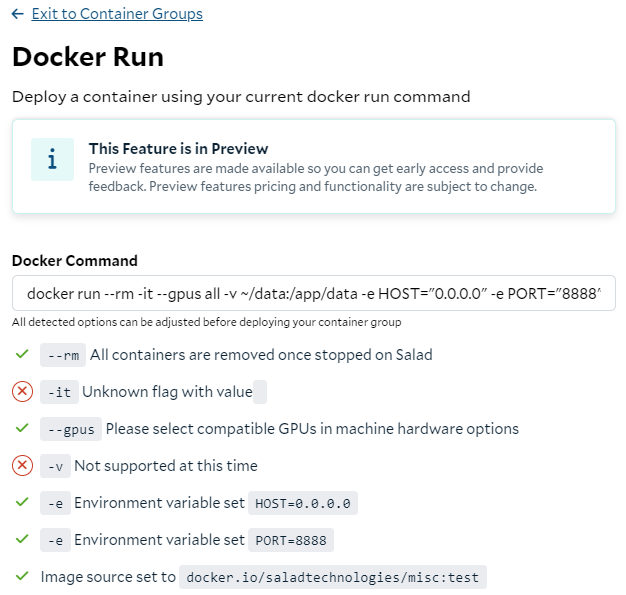 ← Exit to Container Groups
Docker Run
Deploy a container using your current docker run command
i
This Feature is in Preview
Preview features are made available so you can get early access and provide
feedback. Preview features pricing and functionality are subject to change.
Docker Command
docker run --rm -it --gpus all -v ~/data:/app/data -e HOST="0.0.0.0" -e PORT="8888"
All detected options can be adjusted before deploying your container group
--rm All containers are removed once stopped on Salad
-it Unknown flag with value
--gpus Please select compatible GPUs in machine hardware options
-v Not supported at this time
-e Environment variable set HOST=0.0.0.0
-e Environment variable set PORT=8888
Image source set to docker.io/saladtechnologies/misc:test